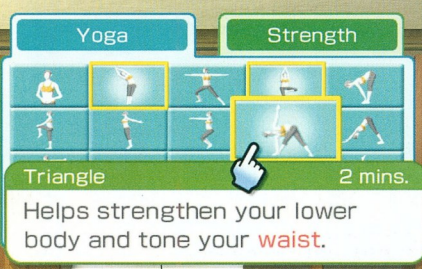 Yoga
Strength
Triangle
2 mins.
Helps strengthen your lower
body and tone your waist.